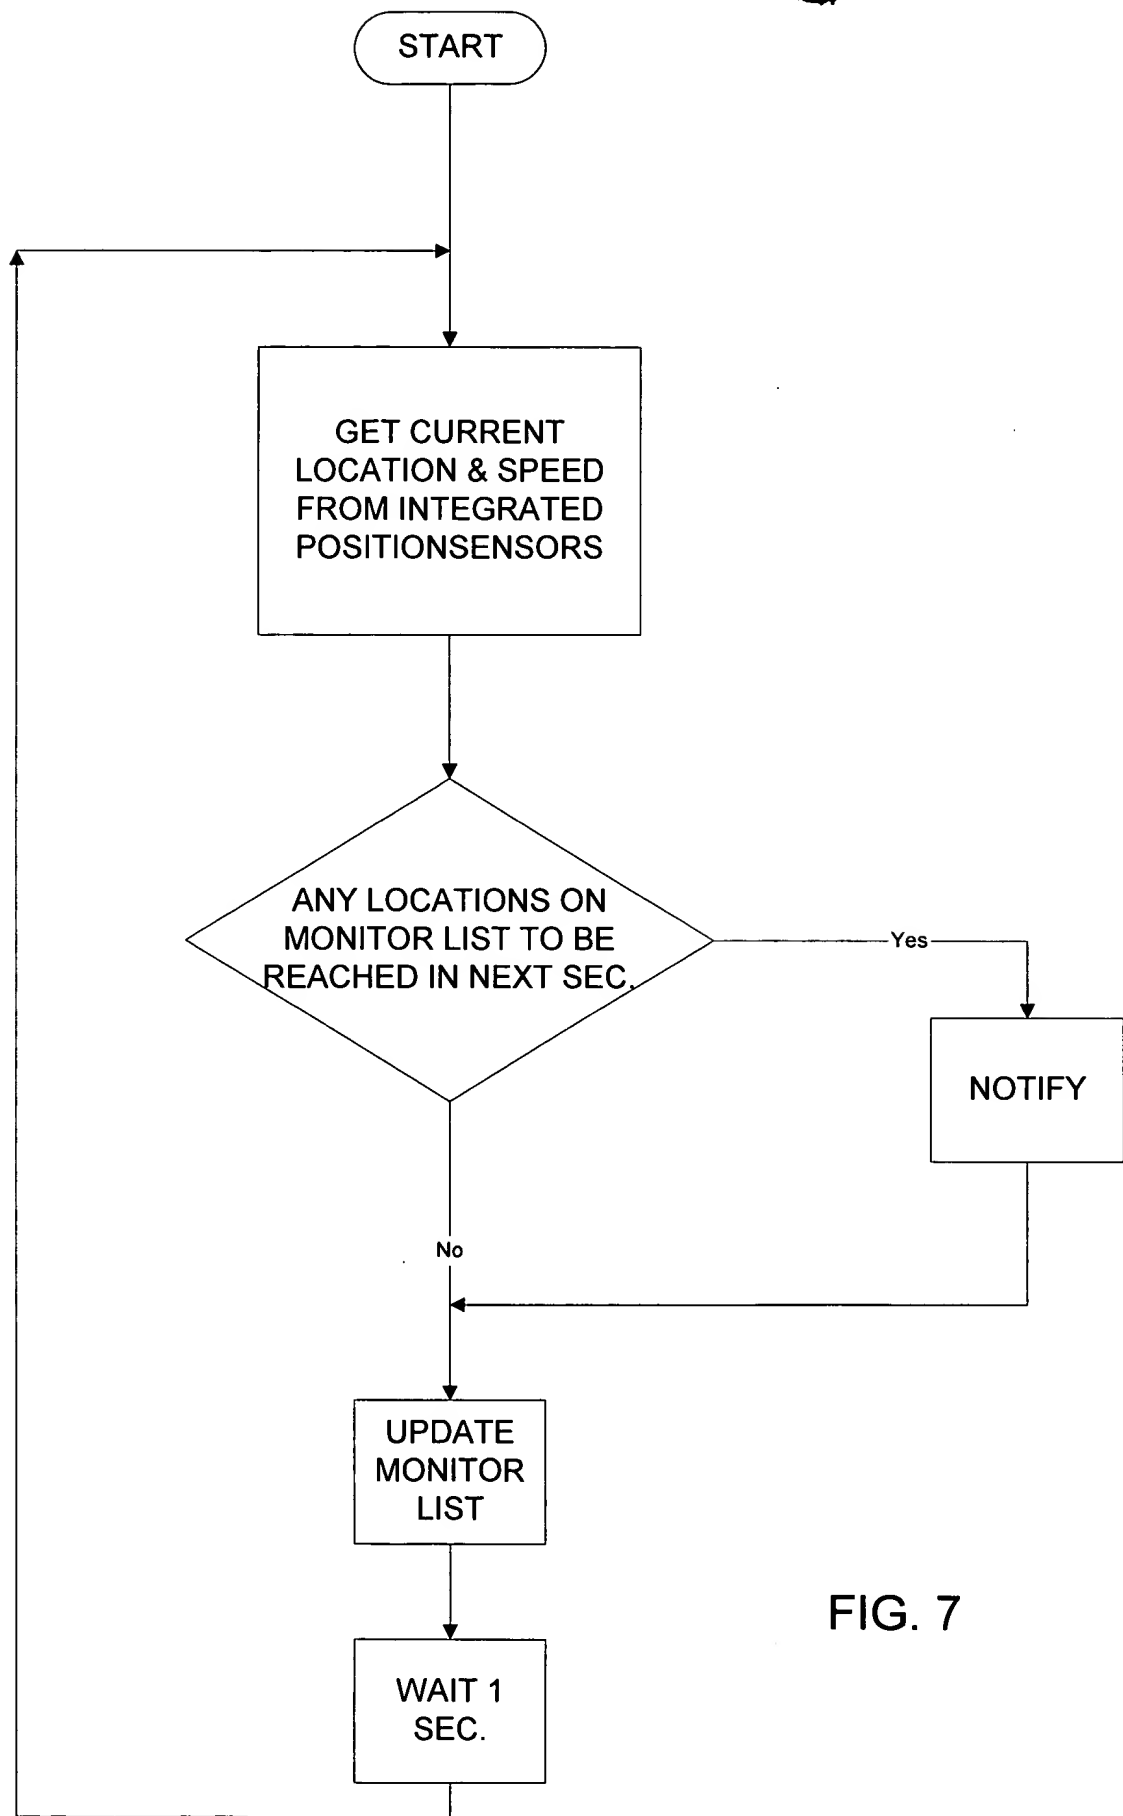 START
GET CURRENT
LOCATION & SPEED
FROM INTEGRATED
POSITIONSENSORS
ANY LOCATIONS ON
MONITOR LIST TO BE
REACHED IN NEXT SEC.
Yes
NOTIFY
No
UPDATE
MONITOR
LIST
WAIT 1
SEC.
FIG. 7